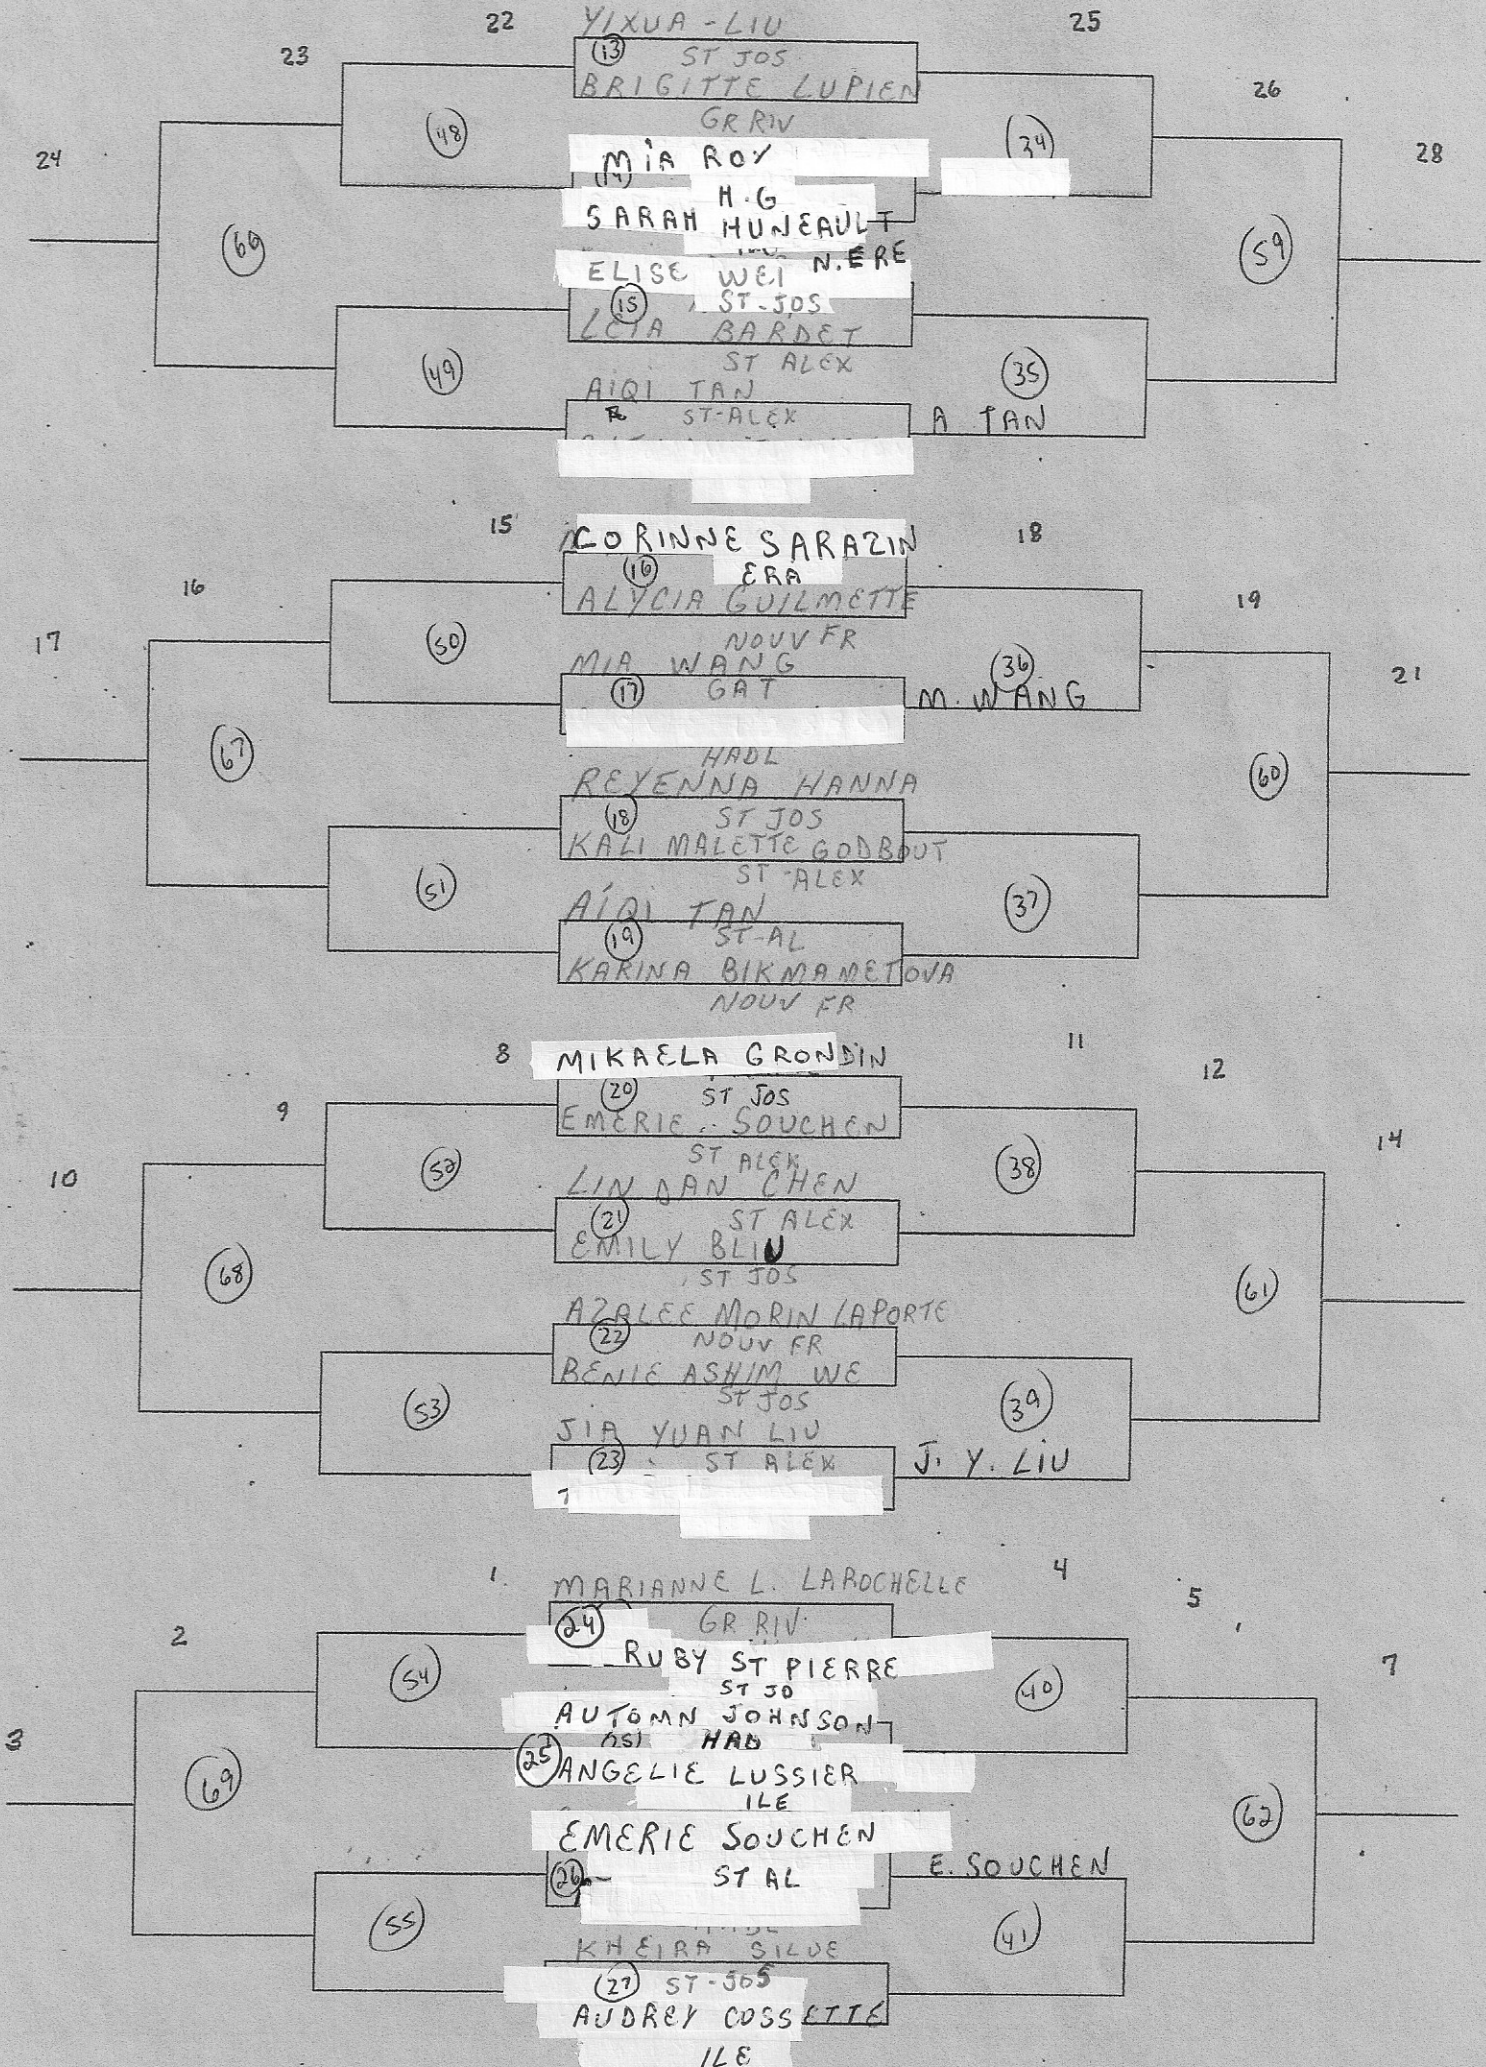 22
YIXUA-LIU
25
23
(13) ST JOS
BRIGITTE LUPIEN
26
GR RIV
(48)
(34)
24
MIA ROY
28
(14)
H.G
SARAH HUNEAULT
N.ERE
(66)
(59)
ELISE WEI
(15) ST-JOS
LEIA BARDET
ST ALEX
(49)
(35)
AIQI TAN
ST-ALEX
A TAN
15
CORINNE SARAZIN
18
(16) ERA
16
ALYCIA GUILMETTE
19
17
(50)
NOUV FR
MIA WANG
(36)
21
(17) GAT
M. WANG
(67)
HADL
(60)
REYENNA HANNA
(18) ST JOS
KALI MALETTE GODBOUT
ST-ALEX
(51)
(37)
AIQI TAN
(19) ST-AL
KARINA BIKMAMETOVA
NOUV FR
8
MIKAELA GRONDIN
11
9
(20) ST JOS
12
EMERIE SOUCHEN
14
10
(52)
ST ALEX
(38)
LIN DAN CHEN
(21) ST ALEX
EMILY BLIU
(68)
ST JOS
(61)
AZALEE MORIN LAPORTE
(22) NOUV FR
BENIE ASHIM WE
ST JOS
(53)
(39)
JIA YUAN LIU
(23) ST ALEX
J. Y. LIU
1
MARIANNE L. LAROCHELLE
4
2
(24) GR RIV
5
RUBY ST PIERRE
7
(54)
ST JO
(40)
3
AUTOMN JOHNSON
HAD
(25) ANGELIE LUSSIER
(69)
ILE
(62)
EMERIE SOUCHEN
(26) ST AL
E. SOUCHEN
(55)
(41)
KHEIRA SILUE
(27) ST-JOS
AUDREY COSSETTE
ILE